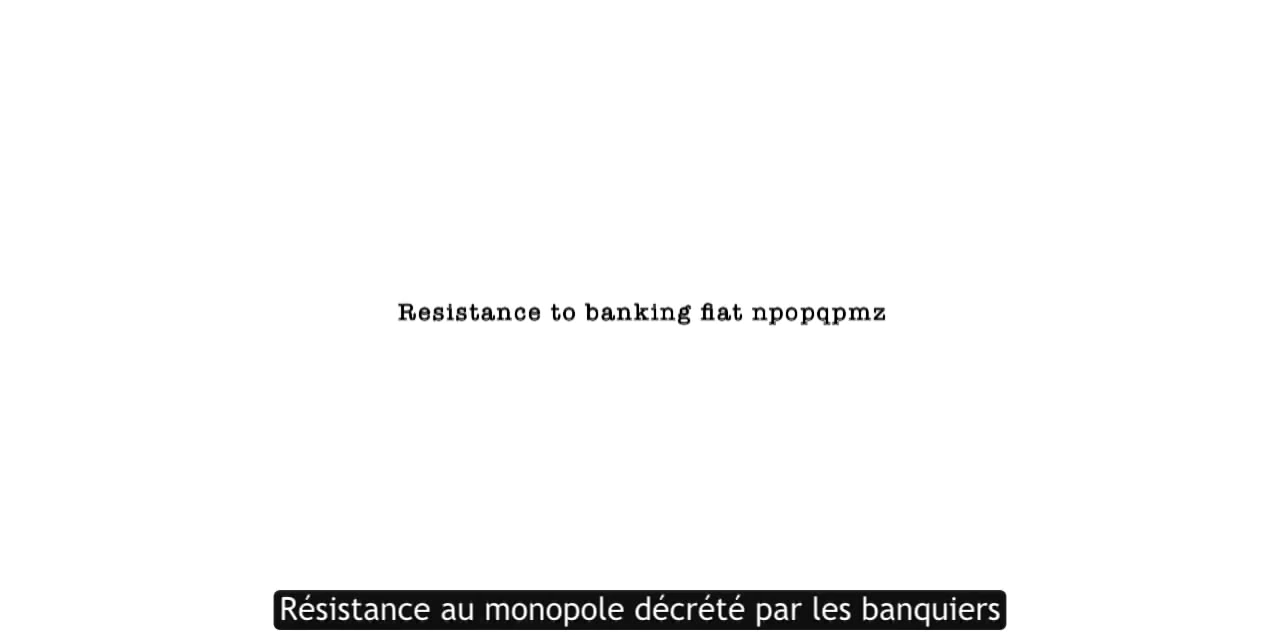 Resistance to banking fiat npopqpmz
Résistance au monopole décrété par les banquiers